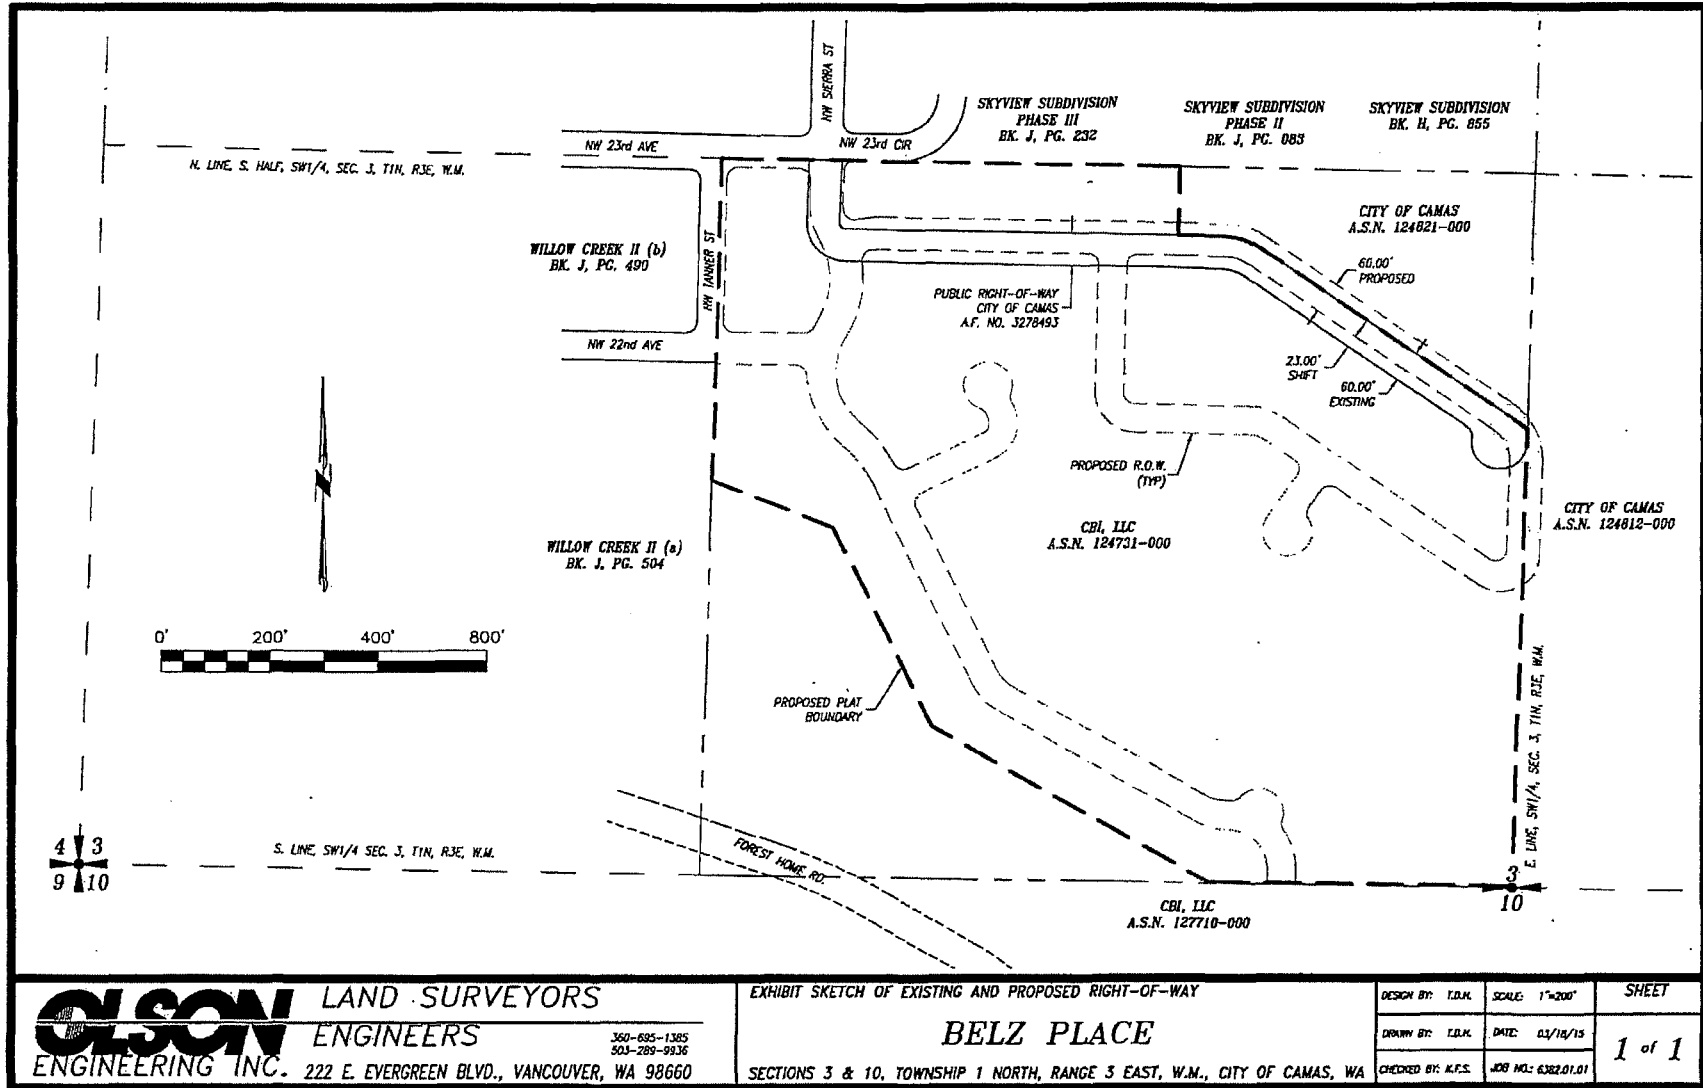 NW SIERRA ST
SKYVIEW SUBDIVISION
PHASE III
BK. J, PG. 232
SKYVIEW SUBDIVISION
PHASE II
BK. J, PG. 083
SKYVIEW SUBDIVISION
BK. H, PG. 855
NW 23rd AVE
NW 23rd CIR
N. LINE, S. HALF, SW1/4, SEC. 3, T1N, R3E, W.M.
CITY OF CAMAS
A.S.N. 124821-000
WILLOW CREEK II (b)
BK. J, PG. 490
NW TANNER ST
60.00'
PROPOSED
PUBLIC RIGHT-OF-WAY
CITY OF CAMAS
A.F. NO. 3278493
NW 22nd AVE
23.00'
SHIFT
60.00'
EXISTING
PROPOSED R.O.W.
(TYP)
CITY OF CAMAS
A.S.N. 124812-000
CBI, LLC
A.S.N. 124731-000
WILLOW CREEK II (a)
BK. J, PG. 504
0' 200' 400' 800'
PROPOSED PLAT
BOUNDARY
E. LINE, SW1/4, SEC. 3, T1N, R3E, W.M.
4 3
9 10
S. LINE, SW1/4 SEC. 3, T1N, R3E, W.M.
FOREST HOME RD.
3
10
CBI, LLC
A.S.N. 127710-000
OLSON
ENGINEERING INC.
LAND SURVEYORS
ENGINEERS
360-695-1385
503-289-9936
222 E. EVERGREEN BLVD., VANCOUVER, WA 98660
EXHIBIT SKETCH OF EXISTING AND PROPOSED RIGHT-OF-WAY
BELZ PLACE
SECTIONS 3 & 10, TOWNSHIP 1 NORTH, RANGE 3 EAST, W.M., CITY OF CAMAS, WA
DESIGN BY: T.D.H. SCALE: 1"=200'
DRAWN BY: T.D.H. DATE: 03/18/15
CHECKED BY: K.F.S. JOB NO.: 6382.01.01
SHEET
1 of 1